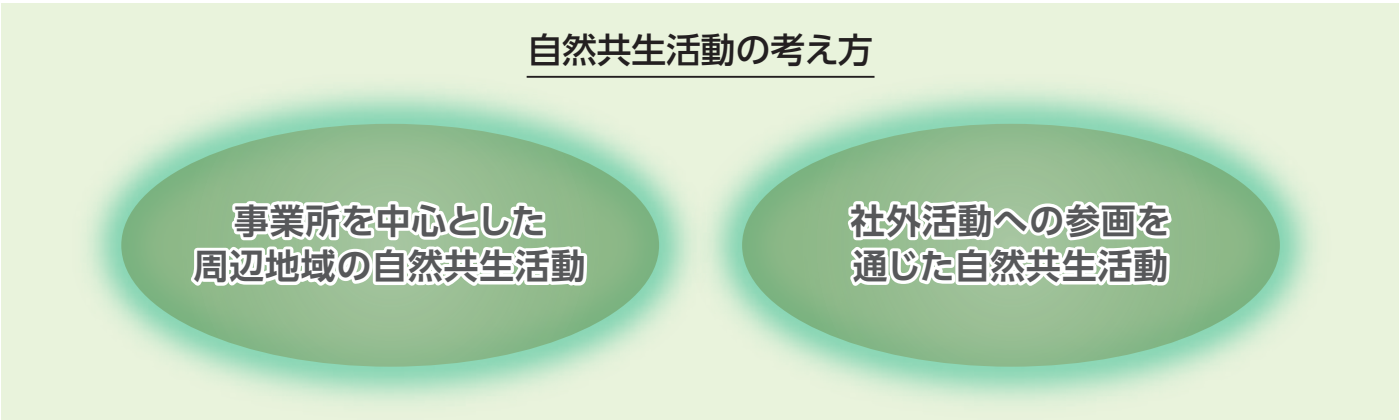 自然共生活動の考え方
事業所を中心とした
周辺地域の自然共生活動
社外活動への参画を
通じた自然共生活動